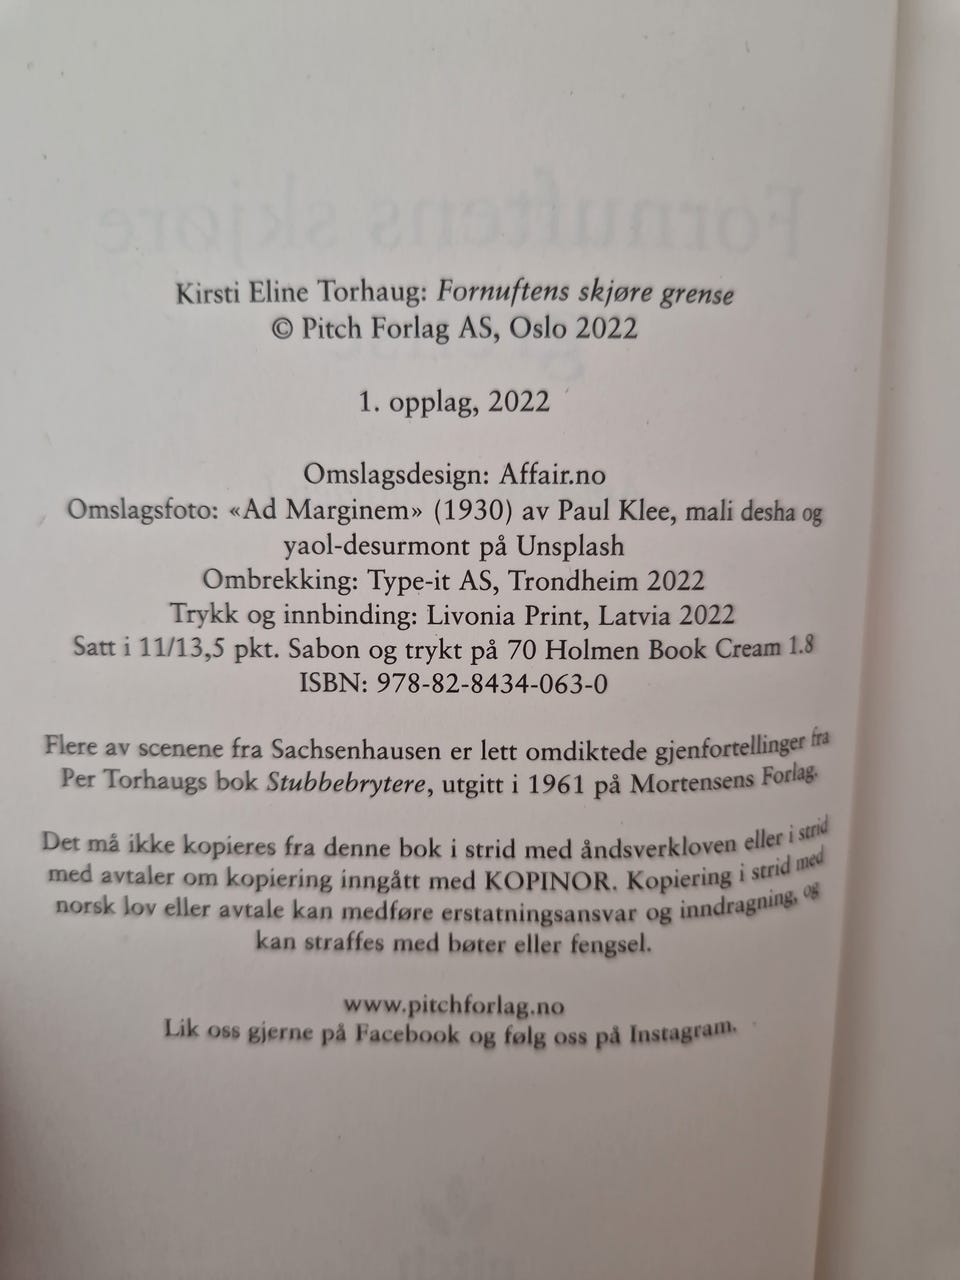 Kirsti Eline Torhaug: Fornuftens skjøre grense
© Pitch Forlag AS, Oslo 2022
1. opplag, 2022
Omslagsdesign: Affair.no
Omslagsfoto: «Ad Marginem» (1930) av Paul Klee, mali desha og
yaol-desurmont på Unsplash
Ombrekking: Type-it AS, Trondheim 2022
Trykk og innbinding: Livonia Print, Latvia 2022
Satt i 11/13,5 pkt. Sabon og trykt på 70 Holmen Book Cream 1.8
ISBN: 978-82-8434-063-0
Flere av scenene fra Sachsenhausen er lett omdiktede gjenfortellinger fra
Per Torhaugs bok Stubbebrytere, utgitt i 1961 på Mortensens Forlag.
Det må ikke kopieres fra denne bok i strid med åndsverkloven eller i strid
med avtaler om kopiering inngått med KOPINOR. Kopiering i strid med
norsk lov eller avtale kan medføre erstatningsansvar og inndragning, og
kan straffes med bøter eller fengsel.
www.pitchforlag.no
Lik oss gjerne på Facebook og følg oss på Instagram.